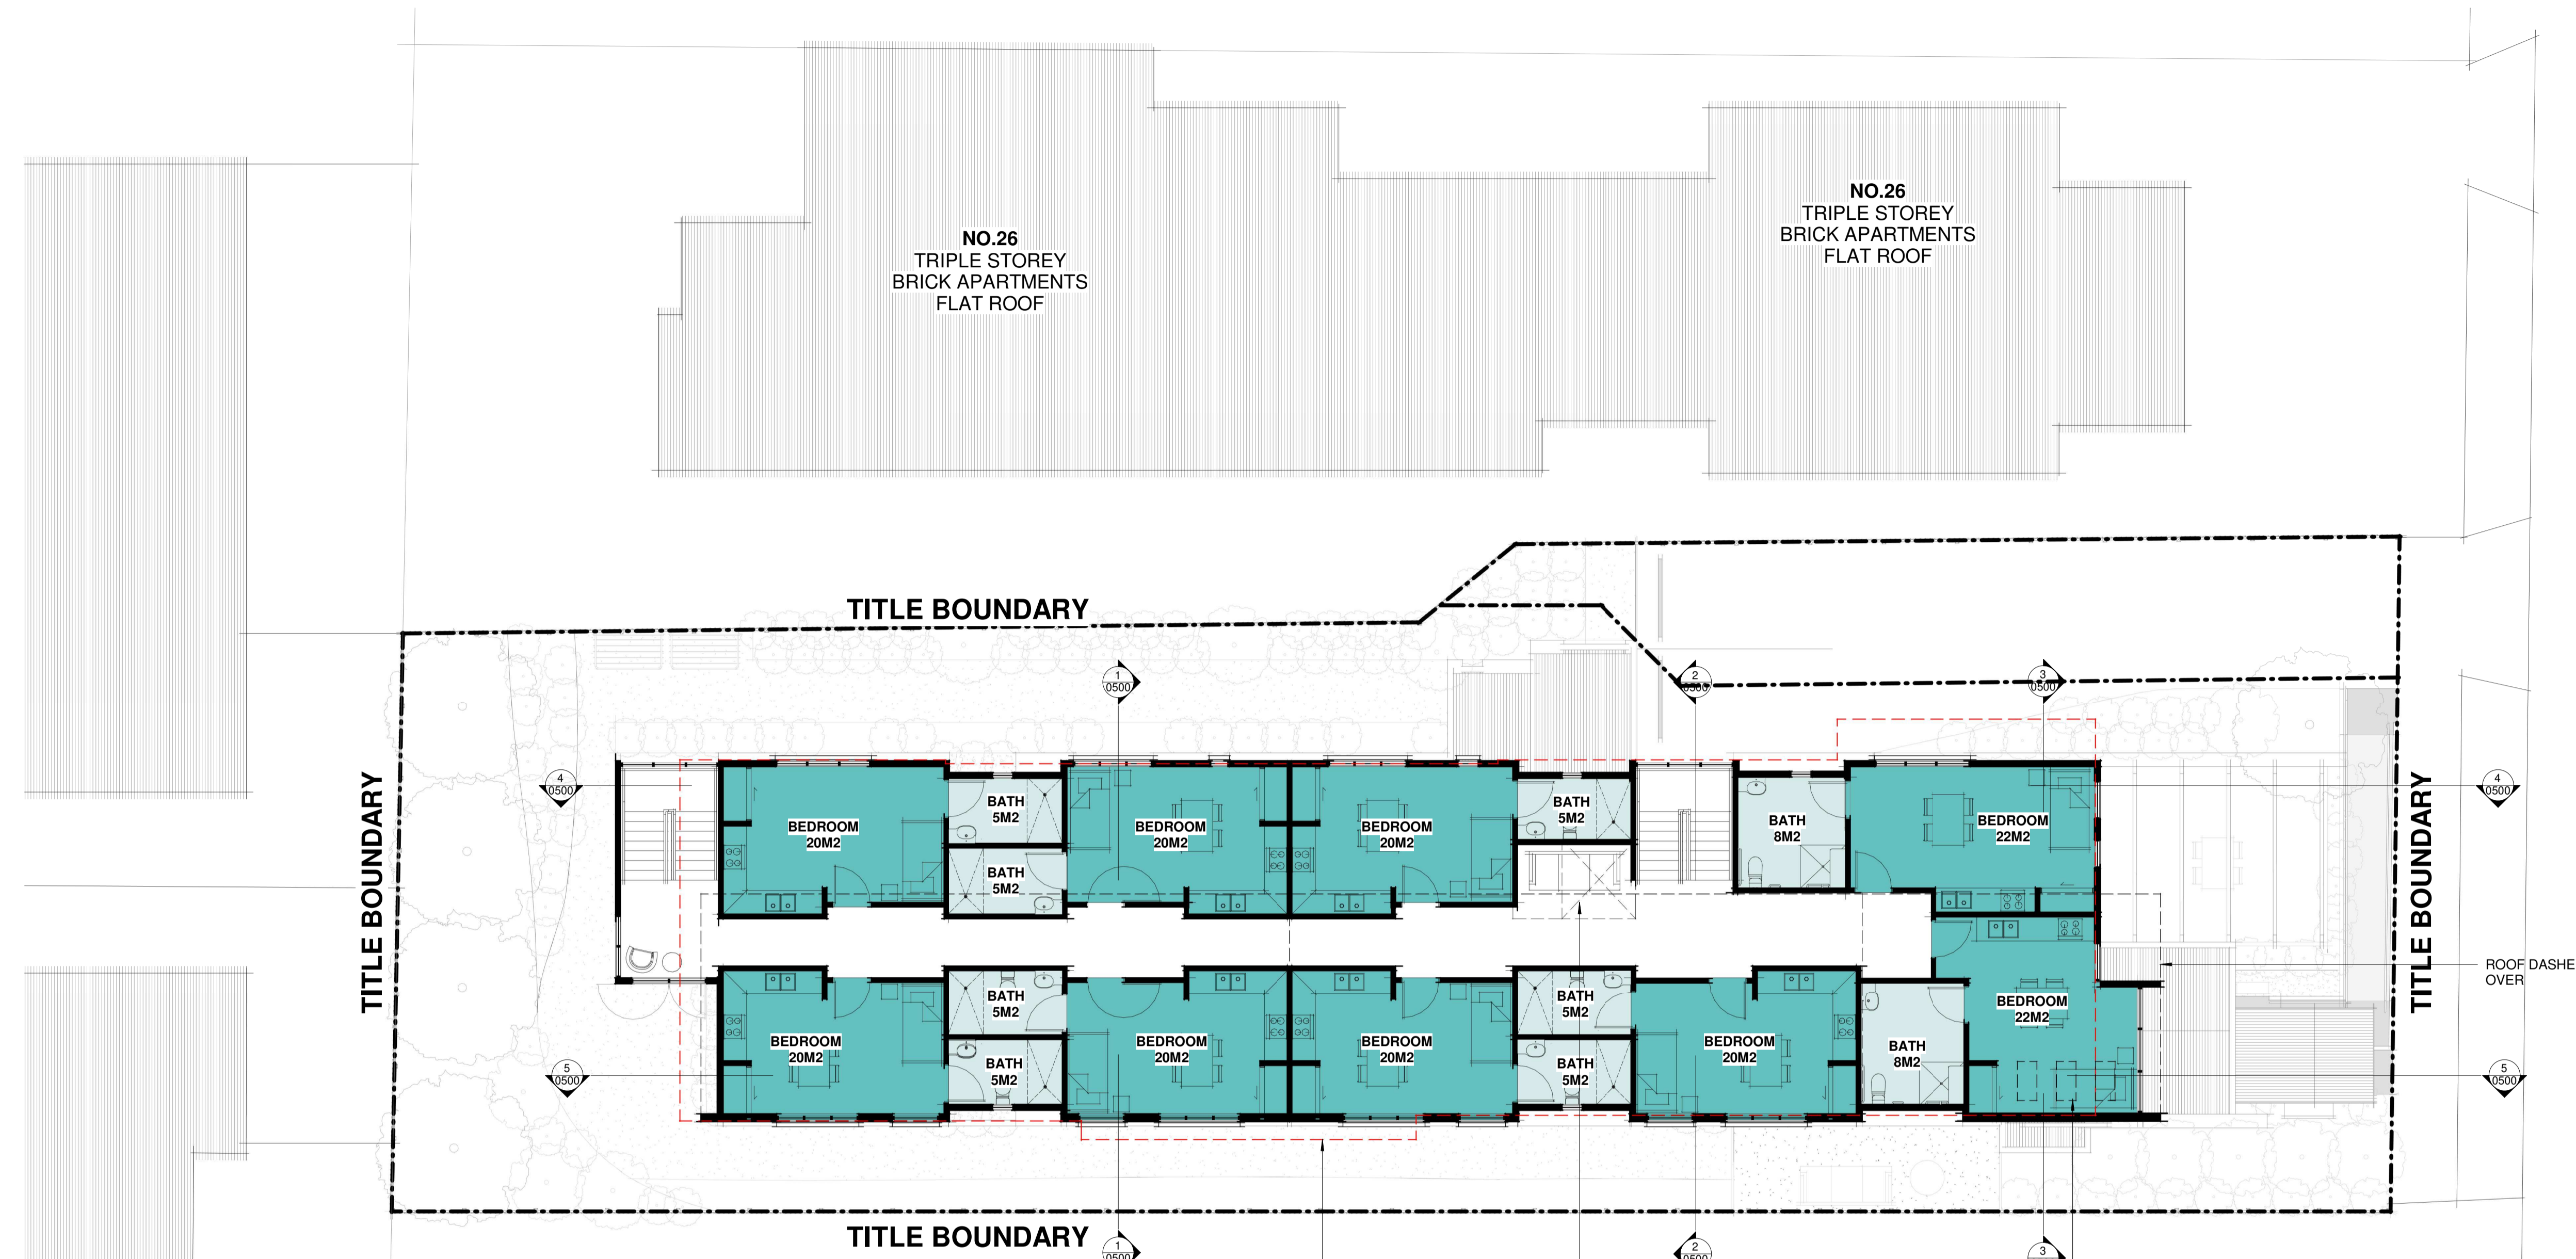 NO.26
TRIPLE STOREY
BRICK APARTMENTS
FLAT ROOF
NO.26
TRIPLE STOREY
BRICK APARTMENTS
FLAT ROOF
TITLE BOUNDARY
1
0500
2
0500
3
0500
4
0500
4
0500
TITLE BOUNDARY
TITLE BOUNDARY
BEDROOM
20M2
BATH
5M2
BATH
5M2
BEDROOM
20M2
BEDROOM
20M2
BATH
5M2
BATH
8M2
BEDROOM
22M2
ROOF DASHE
OVER
BEDROOM
20M2
BATH
5M2
BATH
5M2
BEDROOM
20M2
BEDROOM
20M2
BATH
5M2
BATH
5M2
BEDROOM
20M2
BATH
8M2
BEDROOM
22M2
5
0500
5
0500
TITLE BOUNDARY
1
0500
2
0500
3